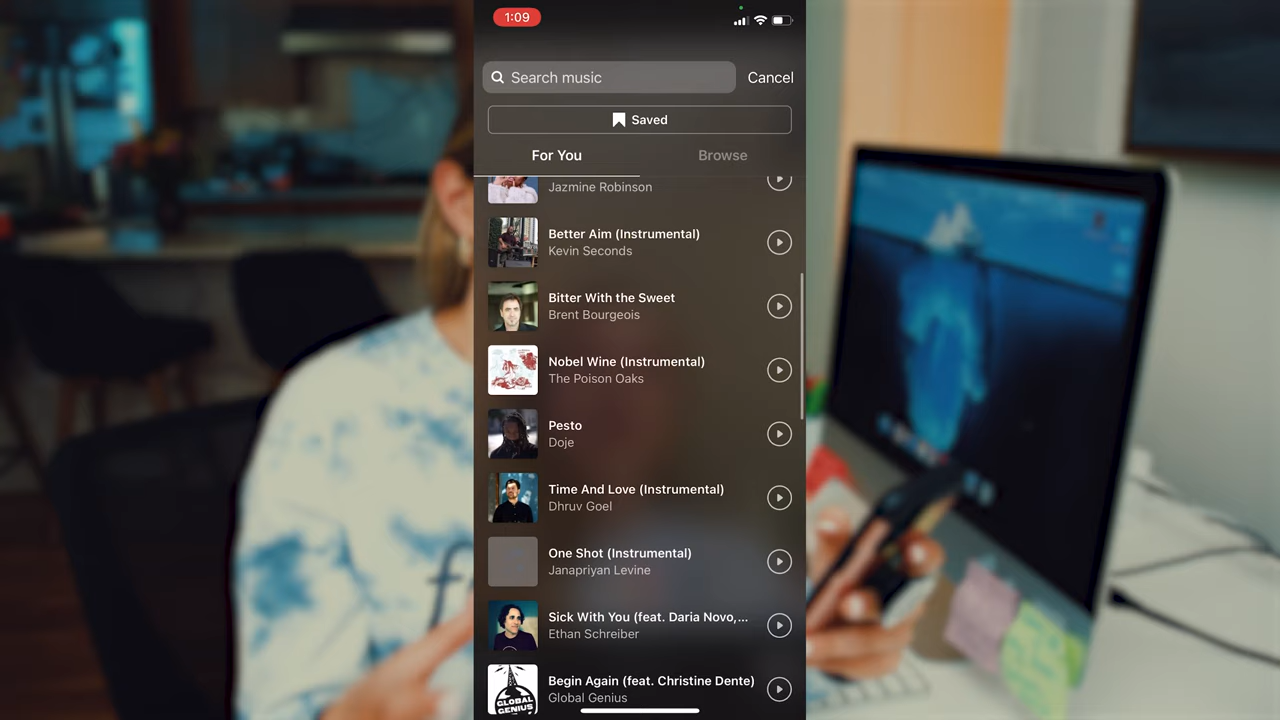 1:09
Search music
Cancel
Saved
For You
Browse
Jazmine Robinson
Better Aim (Instrumental)
Kevin Seconds
Bitter With the Sweet
Brent Bourgeois
Nobel Wine (Instrumental)
The Poison Oaks
Pesto
Doje
Time And Love (Instrumental)
Dhruv Goel
One Shot (Instrumental)
Janapriyan Levine
Sick With You (feat. Daria Novo,...
Ethan Schreiber
Begin Again (feat. Christine Dente)
Global Genius
GLOBAL
GENIUS